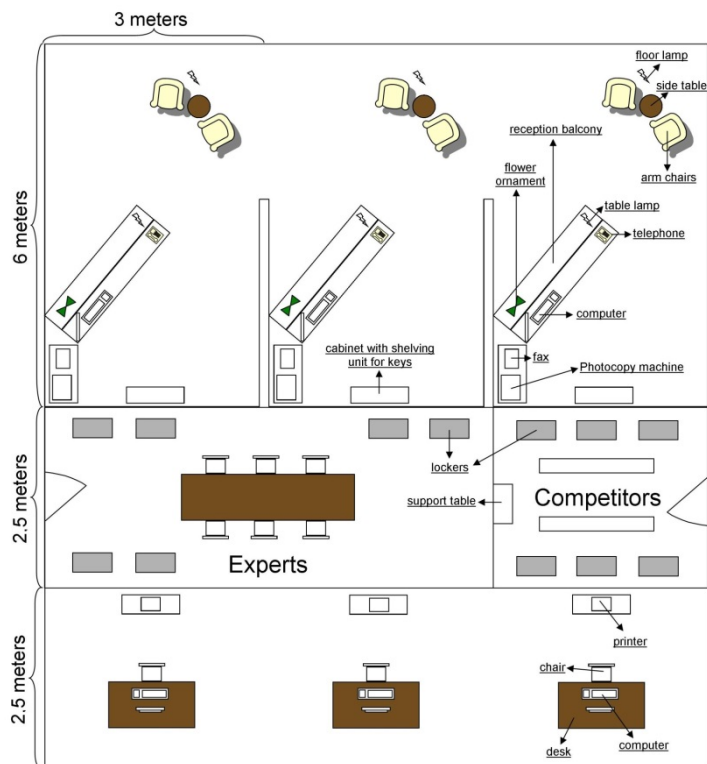 3 meters
floor lamp
side table
reception balcony
arm chairs
flower
ornament
table lamp
telephone
6 meters
computer
cabinet with shelving
unit for keys
fax
Photocopy machine
lockers
support table
Competitors
2.5 meters
Experts
printer
chair
2.5 meters
desk
computer